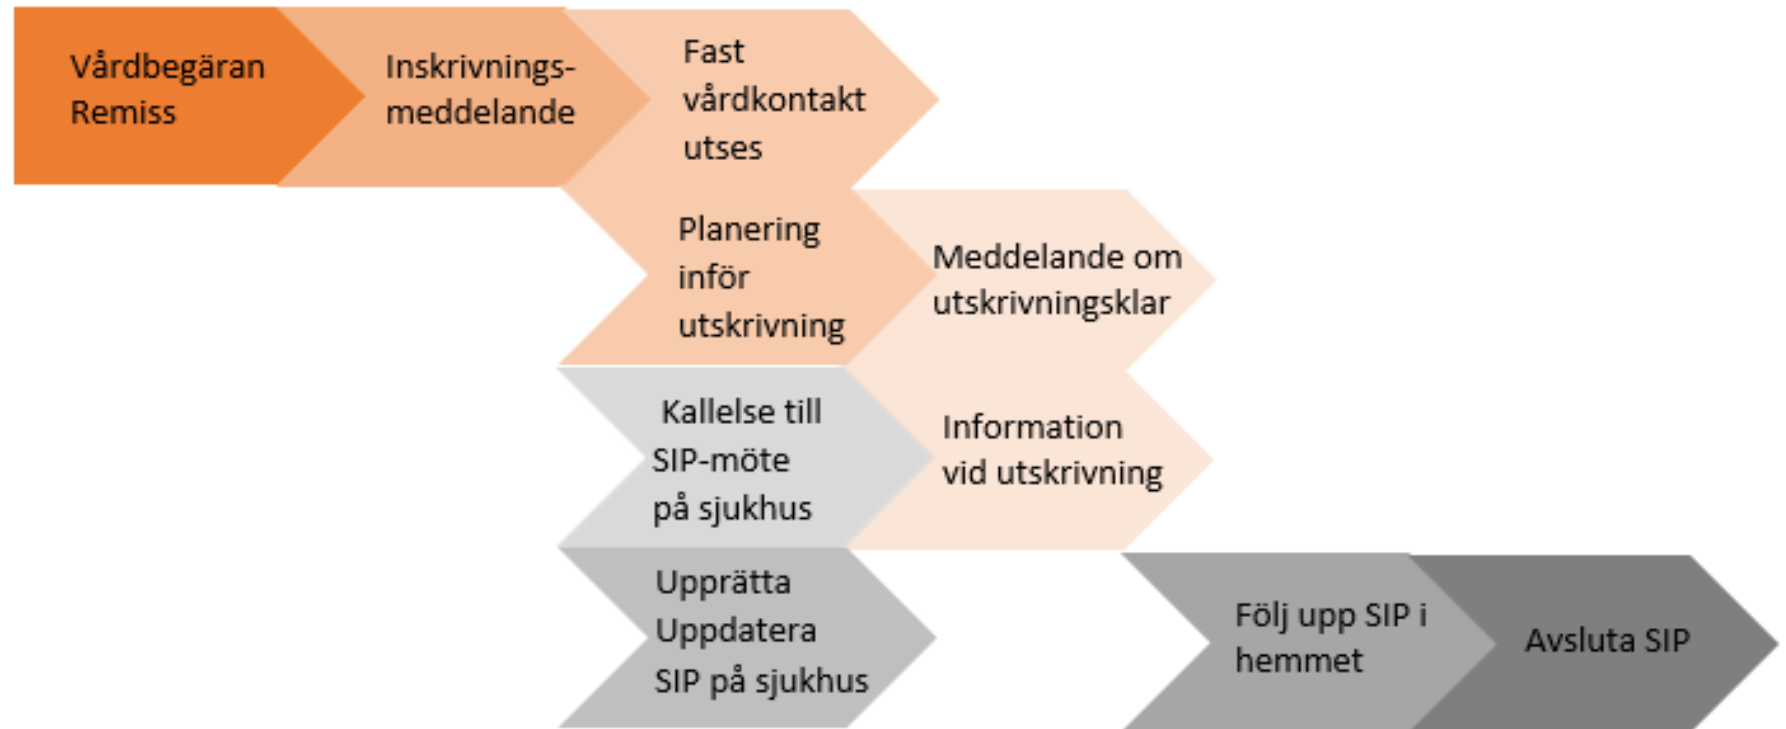 Vårdbegäran
Remiss
Inskrivnings-
meddelande
Fast
vårdkontakt
utses
Planering
inför
utskrivning
Meddelande om
utskrivningsklar
Kallelse till
SIP-möte
på sjukhus
Information
vid utskrivning
Upprätta
Uppdatera
SIP på sjukhus
Följ upp SIP i
hemmet
Avsluta SIP